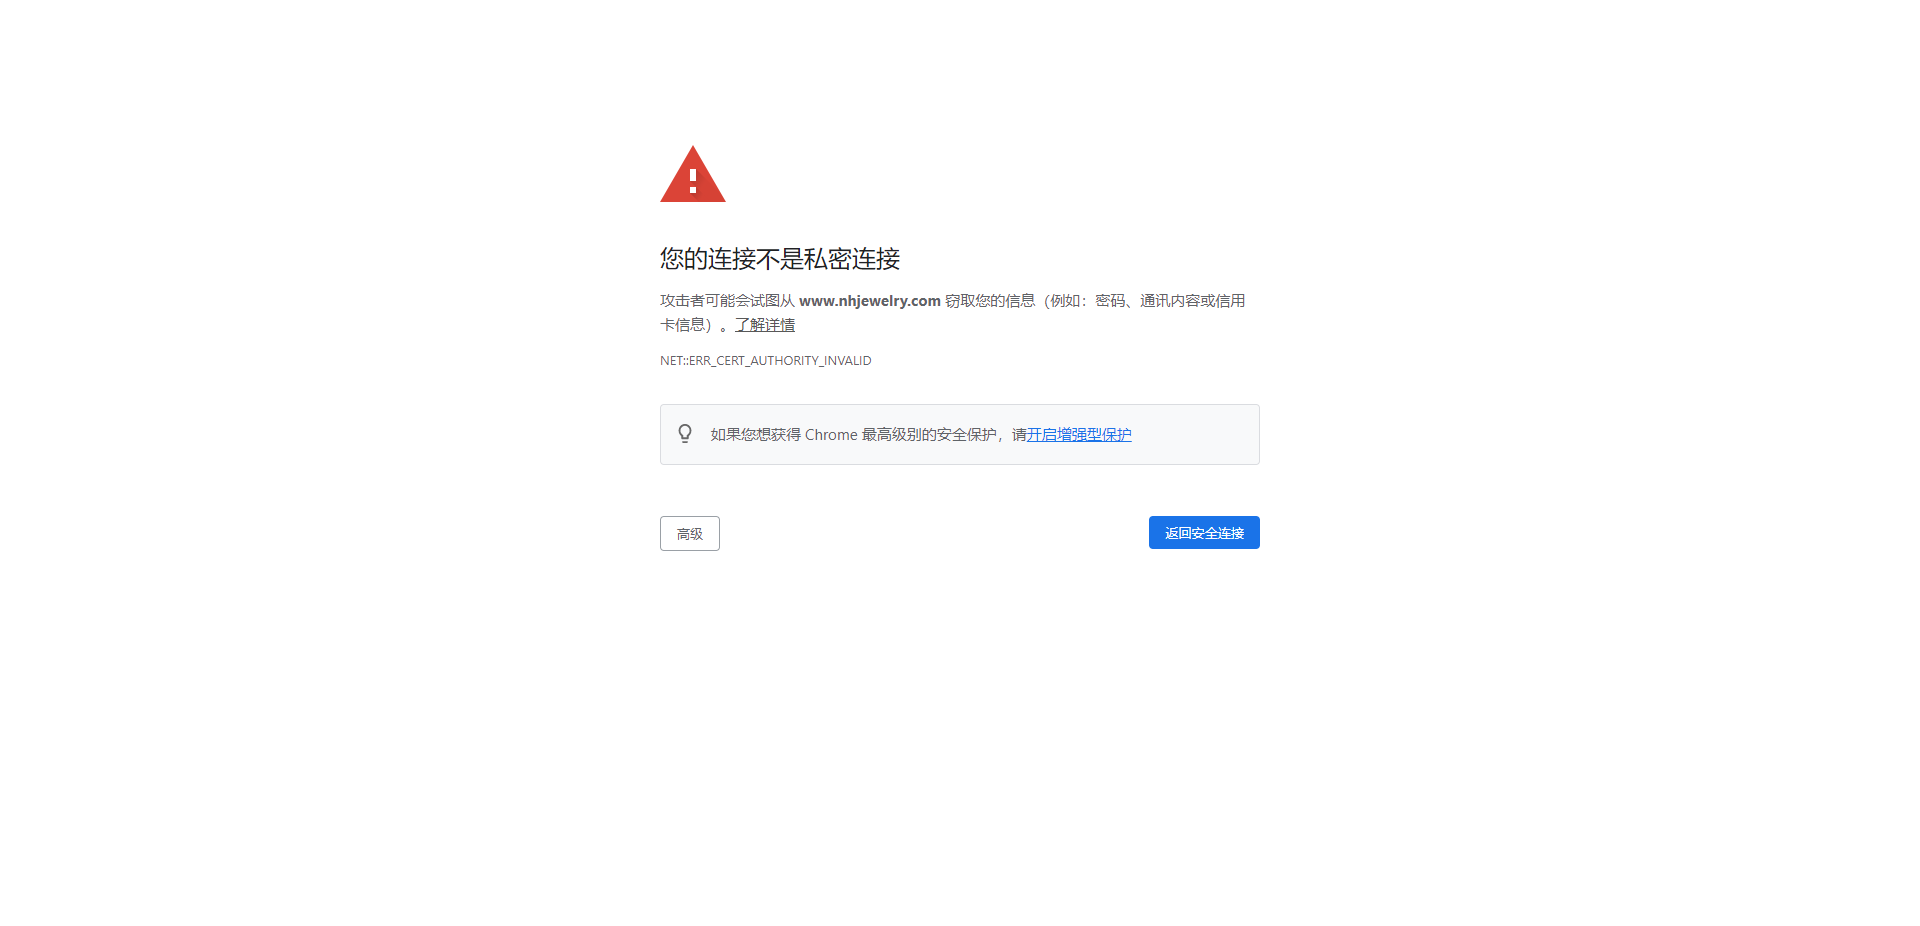 您的连接不是私密连接
攻击者可能会试图从 www.nhjewelry.com 窃取您的信息（例如：密码、通讯内容或信用
卡信息）。了解详情
NET::ERR_CERT_AUTHORITY_INVALID
如果您想获得 Chrome 最高级别的安全保护，请开启增强型保护
高级
返回安全连接